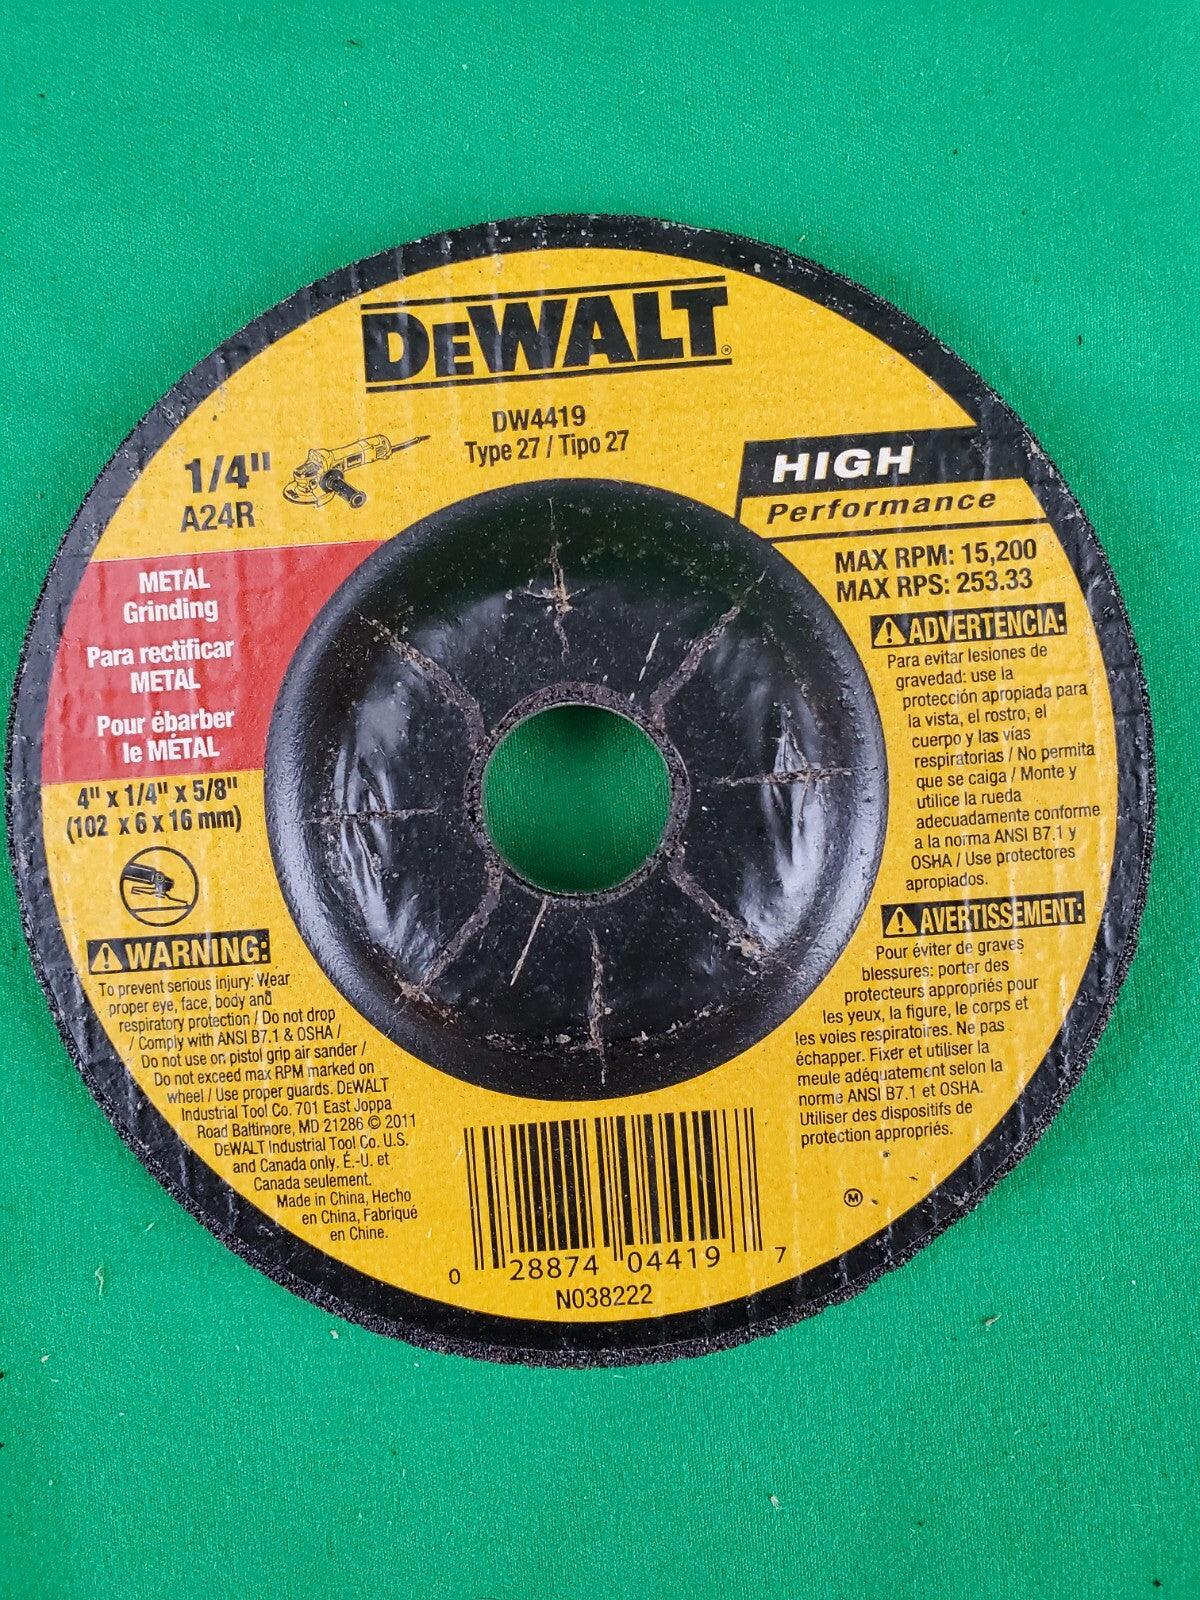 DEWALT®
DW4419
Type 27 / Tipo 27
1/4"
A24R
HIGH
Performance
METAL
Grinding
Para rectificar
METAL
Pour ébarber
le MÉTAL
4" x 1/4" x 5/8"
(102 x 6 x 16 mm)
WARNING:
To prevent serious injury: Wear
proper eye, face, body and
respiratory protection / Do not drop
/ Comply with ANSI B7.1 & OSHA /
Do not use on pistol grip air sander /
Do not exceed max RPM marked on
wheel / Use proper guards. DEWALT
Industrial Tool Co. 701 East Joppa
Road Baltimore, MD 21286 © 2011
DEWALT Industrial Tool Co. U.S.
and Canada only. É.-U. et
Canada seulement.
Made in China, Hecho
en China, Fabriqué
en Chine.
MAX RPM: 15,200
MAX RPS: 253.33
ADVERTENCIA:
Para evitar lesiones de
gravedad: use la
protección apropiada para
la vista, el rostro, el
cuerpo y las vías
respiratorias / No permita
que se caiga / Monte y
utilice la rueda
adecuadamente conforme
a la norma ANSI B7.1 y
OSHA / Use protectores
apropiados.
AVERTISSEMENT:
Pour éviter de graves
blessures: porter des
protecteurs appropriés pour
les yeux, la figure, le corps et
les voies respiratoires. Ne pas
échapper. Fixer et utiliser la
meule adéquatement selon la
norme ANSI B7.1 et OSHA.
Utiliser des dispositifs de
protection appropriés.
M
0 28874 04419 7
N038222